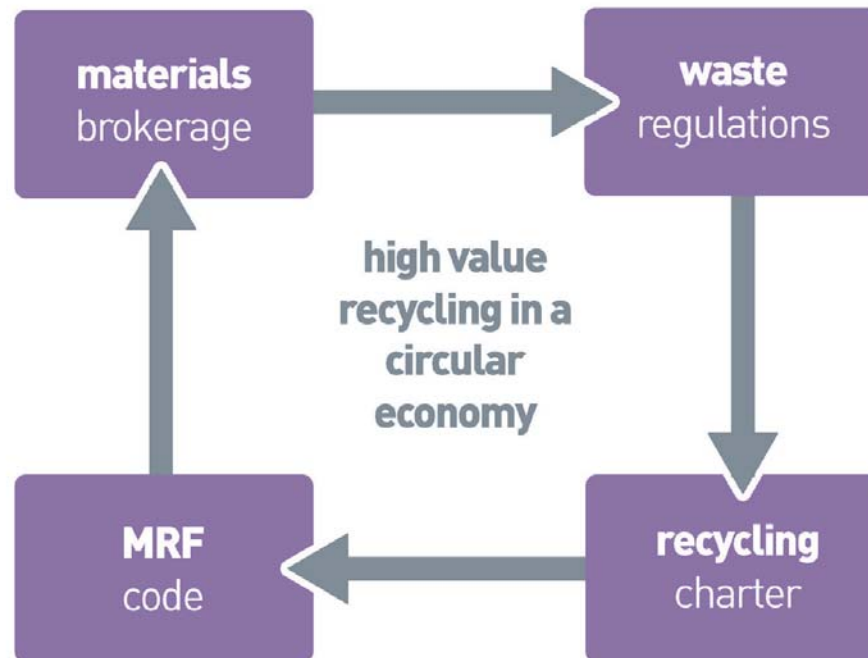 materials
brokerage
waste
regulations
high value
recycling in a
circular
economy
MRF
code
recycling
charter